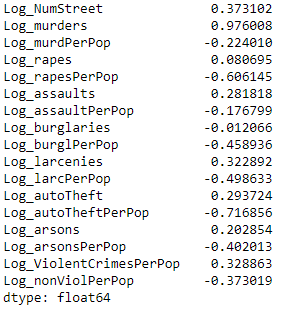 Log_NumStreet 0.373102
Log_murders 0.976008
Log_murdPerPop -0.224010
Log_rapes 0.080695
Log_rapesPerPop -0.606145
Log_assaults 0.281818
Log_assaultPerPop -0.176799
Log_burglaries -0.012066
Log_burglPerPop -0.458936
Log_larcenies 0.322892
Log_larcPerPop -0.498633
Log_autoTheft 0.293724
Log_autoTheftPerPop -0.716856
Log_arsons 0.202854
Log_arsonsPerPop -0.402013
Log_ViolentCrimesPerPop 0.328863
Log_nonViolPerPop -0.373019
dtype: float64